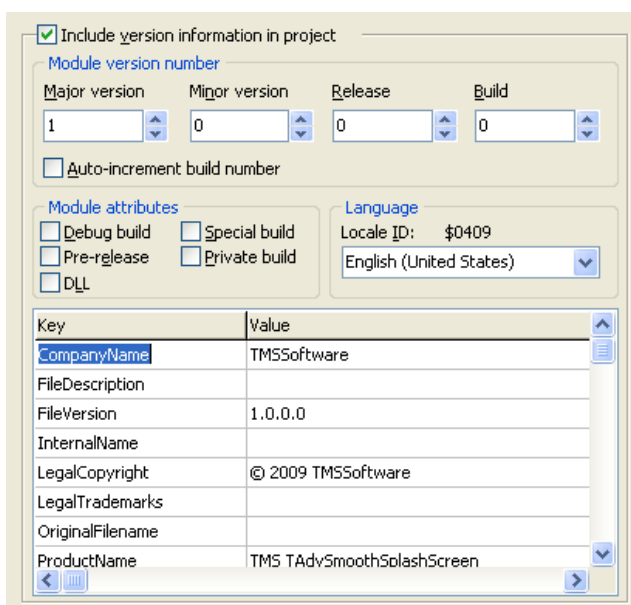 Include version information in project
Module version number
Major version Minor version Release Build
1 0 0 0
Auto-increment build number
Module attributes Language
Debug build Special build Locale ID: $0409
Pre-release Private build English (United States)
DLL
Key Value
CompanyName TMSSoftware
FileDescription
FileVersion 1.0.0.0
InternalName
LegalCopyright © 2009 TMSSoftware
LegalTrademarks
OriginalFilename
ProductName TMS TAdvSmoothSplashScreen